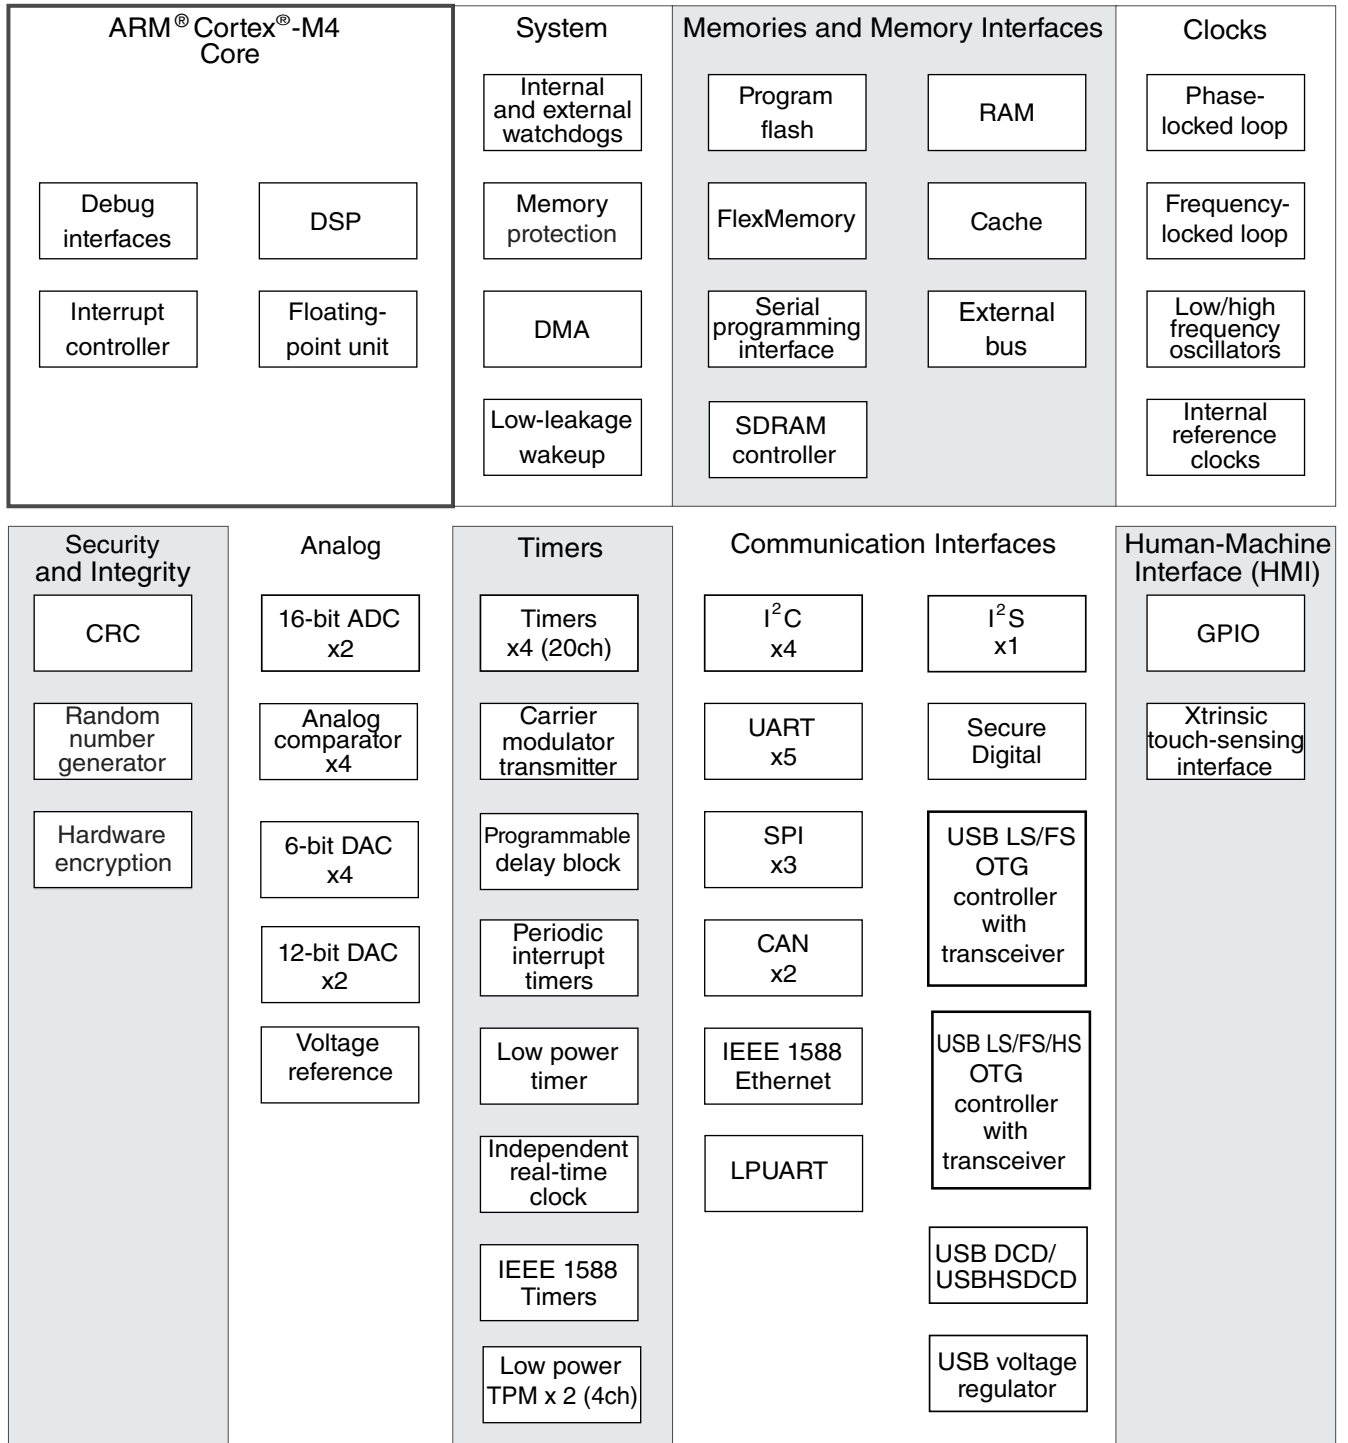 ARM® Cortex®-M4
Core
Debug
interfaces
DSP
Interrupt
controller
Floating-
point unit
System
Internal
and external
watchdogs
Memory
protection
DMA
Low-leakage
wakeup
Memories and Memory Interfaces
Program
flash
RAM
FlexMemory
Cache
Serial
programming
interface
External
bus
SDRAM
controller
Clocks
Phase-
locked loop
Frequency-
locked loop
Low/high
frequency
oscillators
Internal
reference
clocks
Security
and Integrity
CRC
Random
number
generator
Hardware
encryption
Analog
16-bit ADC
x2
Analog
comparator
x4
6-bit DAC
x4
12-bit DAC
x2
Voltage
reference
Timers
Timers
x4 (20ch)
Carrier
modulator
transmitter
Programmable
delay block
Periodic
interrupt
timers
Low power
timer
Independent
real-time
clock
IEEE 1588
Timers
Low power
TPM x 2 (4ch)
Communication Interfaces
I²C
x4
I²S
x1
UART
x5
Secure
Digital
SPI
x3
USB LS/FS
OTG
controller
with
transceiver
CAN
x2
IEEE 1588
Ethernet
USB LS/FS/HS
OTG
controller
with
transceiver
LPUART
USB DCD/
USBHSDCD
USB voltage
regulator
Human-Machine
Interface (HMI)
GPIO
Xtrinsic
touch-sensing
interface